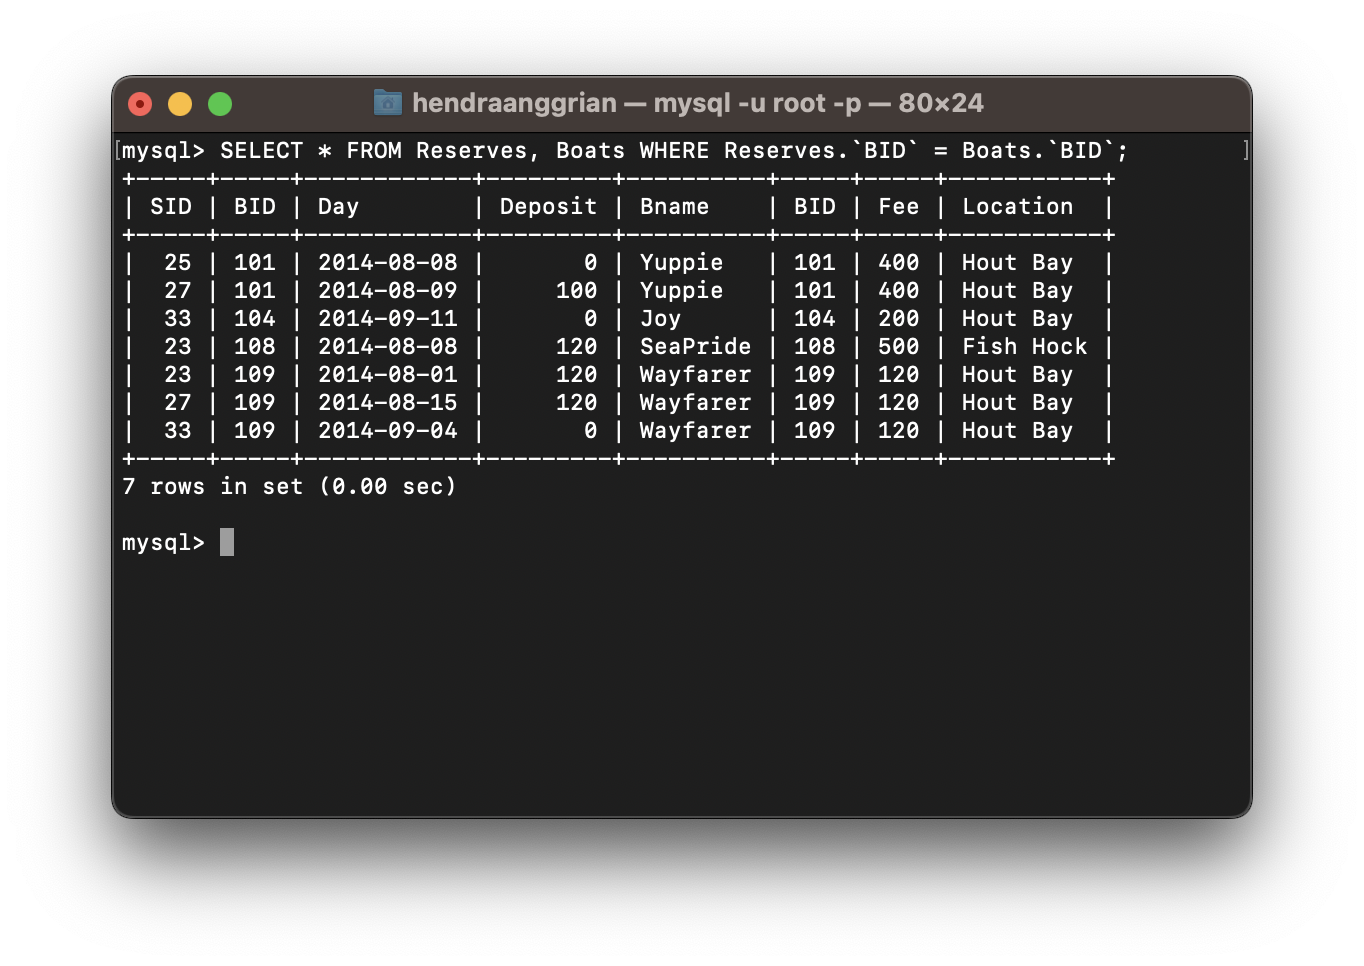 hendraanggrian — mysql -u root -p — 80×24
[mysql> SELECT * FROM Reserves, Boats WHERE Reserves.`BID` = Boats.`BID`; ]
+-----+-----+------------+---------+----------+-----+-----+-----------+
| SID | BID | Day        | Deposit | Bname    | BID | Fee | Location  |
+-----+-----+------------+---------+----------+-----+-----+-----------+
|  25 | 101 | 2014-08-08 |       0 | Yuppie   | 101 | 400 | Hout Bay  |
|  27 | 101 | 2014-08-09 |     100 | Yuppie   | 101 | 400 | Hout Bay  |
|  33 | 104 | 2014-09-11 |       0 | Joy      | 104 | 200 | Hout Bay  |
|  23 | 108 | 2014-08-08 |     120 | SeaPride | 108 | 500 | Fish Hock |
|  23 | 109 | 2014-08-01 |     120 | Wayfarer | 109 | 120 | Hout Bay  |
|  27 | 109 | 2014-08-15 |     120 | Wayfarer | 109 | 120 | Hout Bay  |
|  33 | 109 | 2014-09-04 |       0 | Wayfarer | 109 | 120 | Hout Bay  |
+-----+-----+------------+---------+----------+-----+-----+-----------+
7 rows in set (0.00 sec)
mysql>